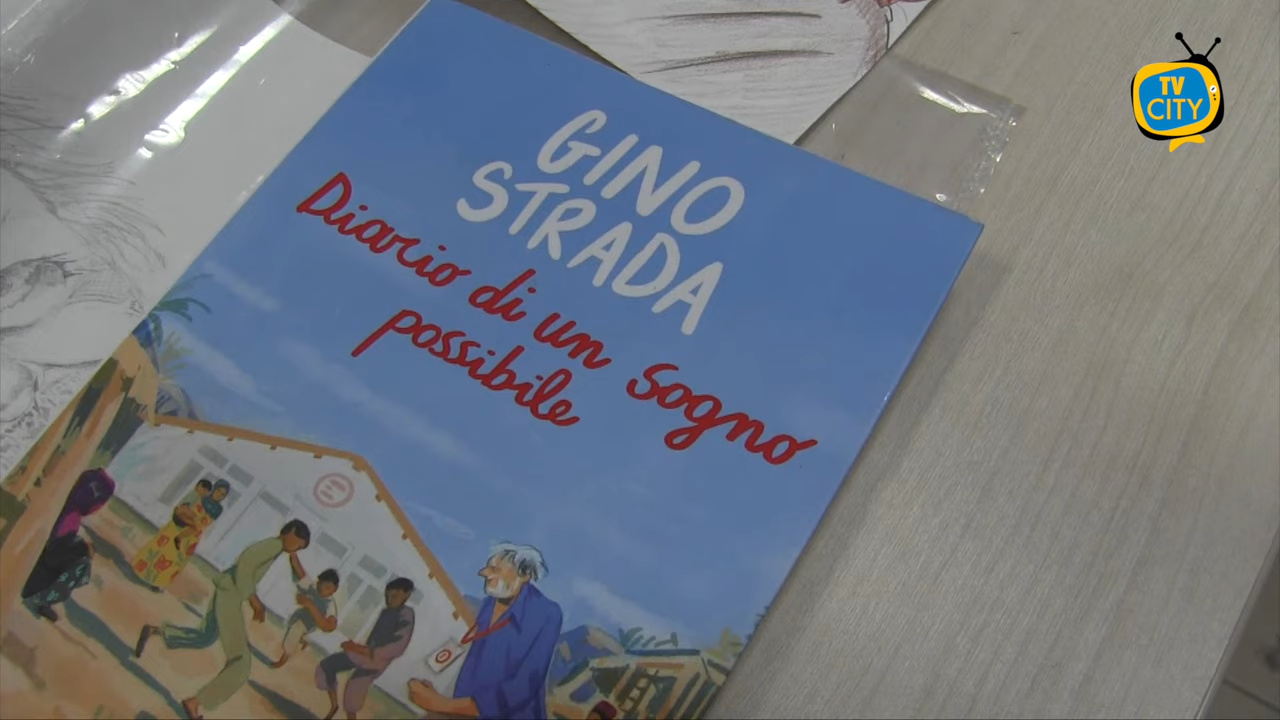 GINO
STRADA
Diario di un sogno
possibile
TV
CITY